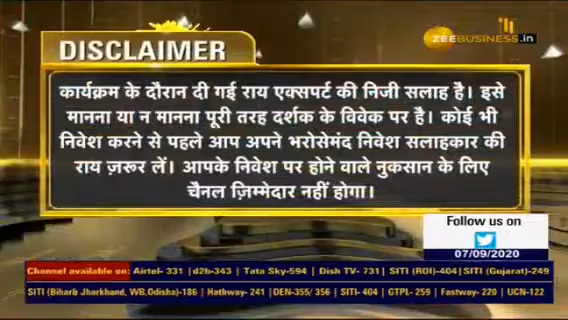 ZEEBUSINESS.in
DISCLAIMER
कार्यक्रम के दौरान दी गई राय एक्सपर्ट की निजी सलाह है। इसे
मानना या न मानना पूरी तरह दर्शक के विवेक पर है। कोई भी
निवेश करने से पहले आप अपने भरोसेमंद निवेश सलाहकार की
राय ज़रूर लें। आपके निवेश पर होने वाले नुकसान के लिए
चैनल ज़िम्मेदार नहीं होगा।
Follow us on
07/09/2020
Channel available on: Airtel- 331 |d2h-343 | Tata Sky-594 | Dish TV- 731| SITI (ROI)-404|SITI (Gujarat)-249
SITI (Bihar& Jharkhand, WB,Odisha)-186 | Hathway- 241 |DEN-355/ 356 | SITI- 404 | GTPL- 259 | Fastway- 220 | UCN-122